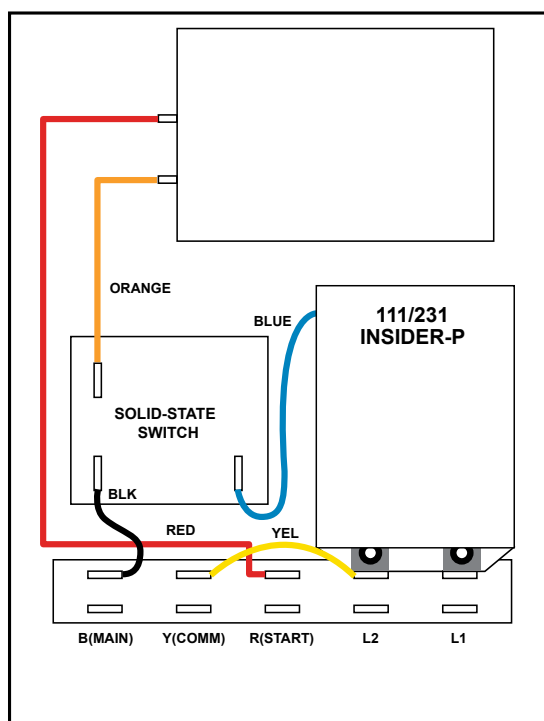 ORANGE
BLUE
111/231
INSIDER-P
SOLID-STATE
SWITCH
BLK
RED
YEL
B(MAIN)
Y(COMM)
R(START)
L2
L1